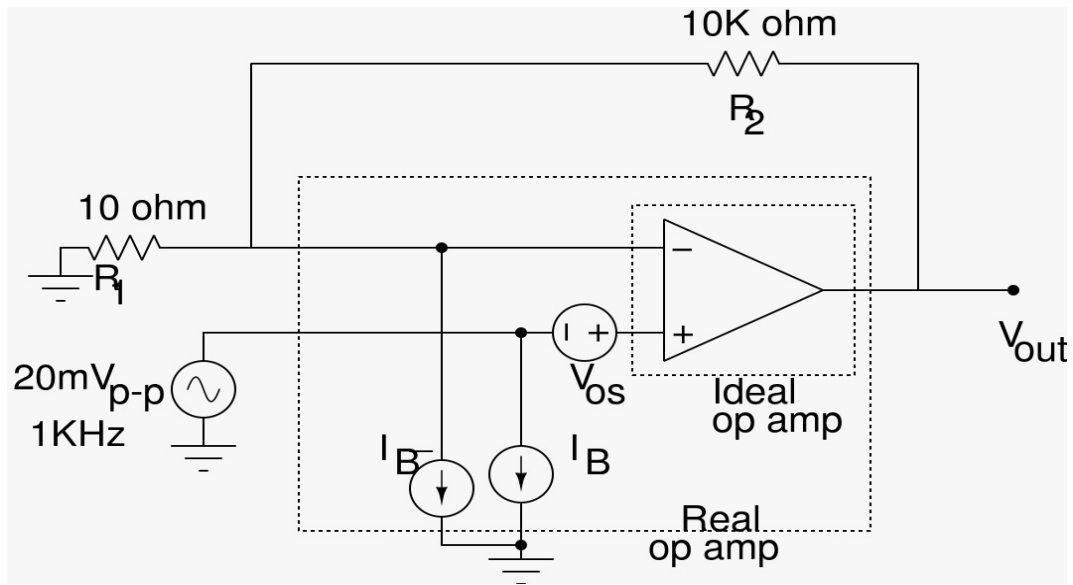 10K ohm
R2
10 ohm
R1
−
+
− +
Vos
Vout
20mVp-p
1KHz
Ideal
op amp
IB−
IB
Real
op amp